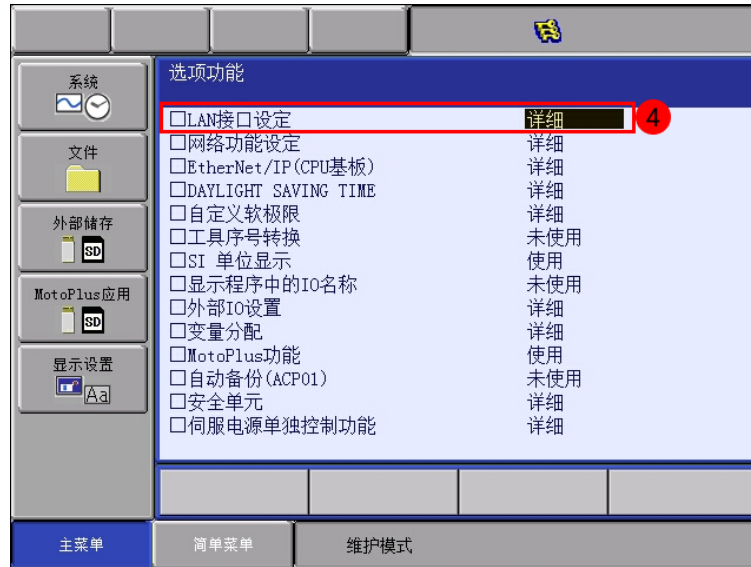 系统
文件
外部储存
SD
MotoPlus应用
SD
显示设置
Aa
选项功能
□LAN接口设定 详细 4
□网络功能设定 详细
□EtherNet/IP(CPU基板) 详细
□DAYLIGHT SAVING TIME 详细
□自定义软极限 详细
□工具序号转换 未使用
□SI 单位显示 使用
□显示程序中的IO名称 未使用
□外部IO设置 详细
□变量分配 详细
□MotoPlus功能 使用
□自动备份(ACP01) 未使用
□安全单元 详细
□伺服电源单独控制功能 详细
主菜单 简单菜单 维护模式